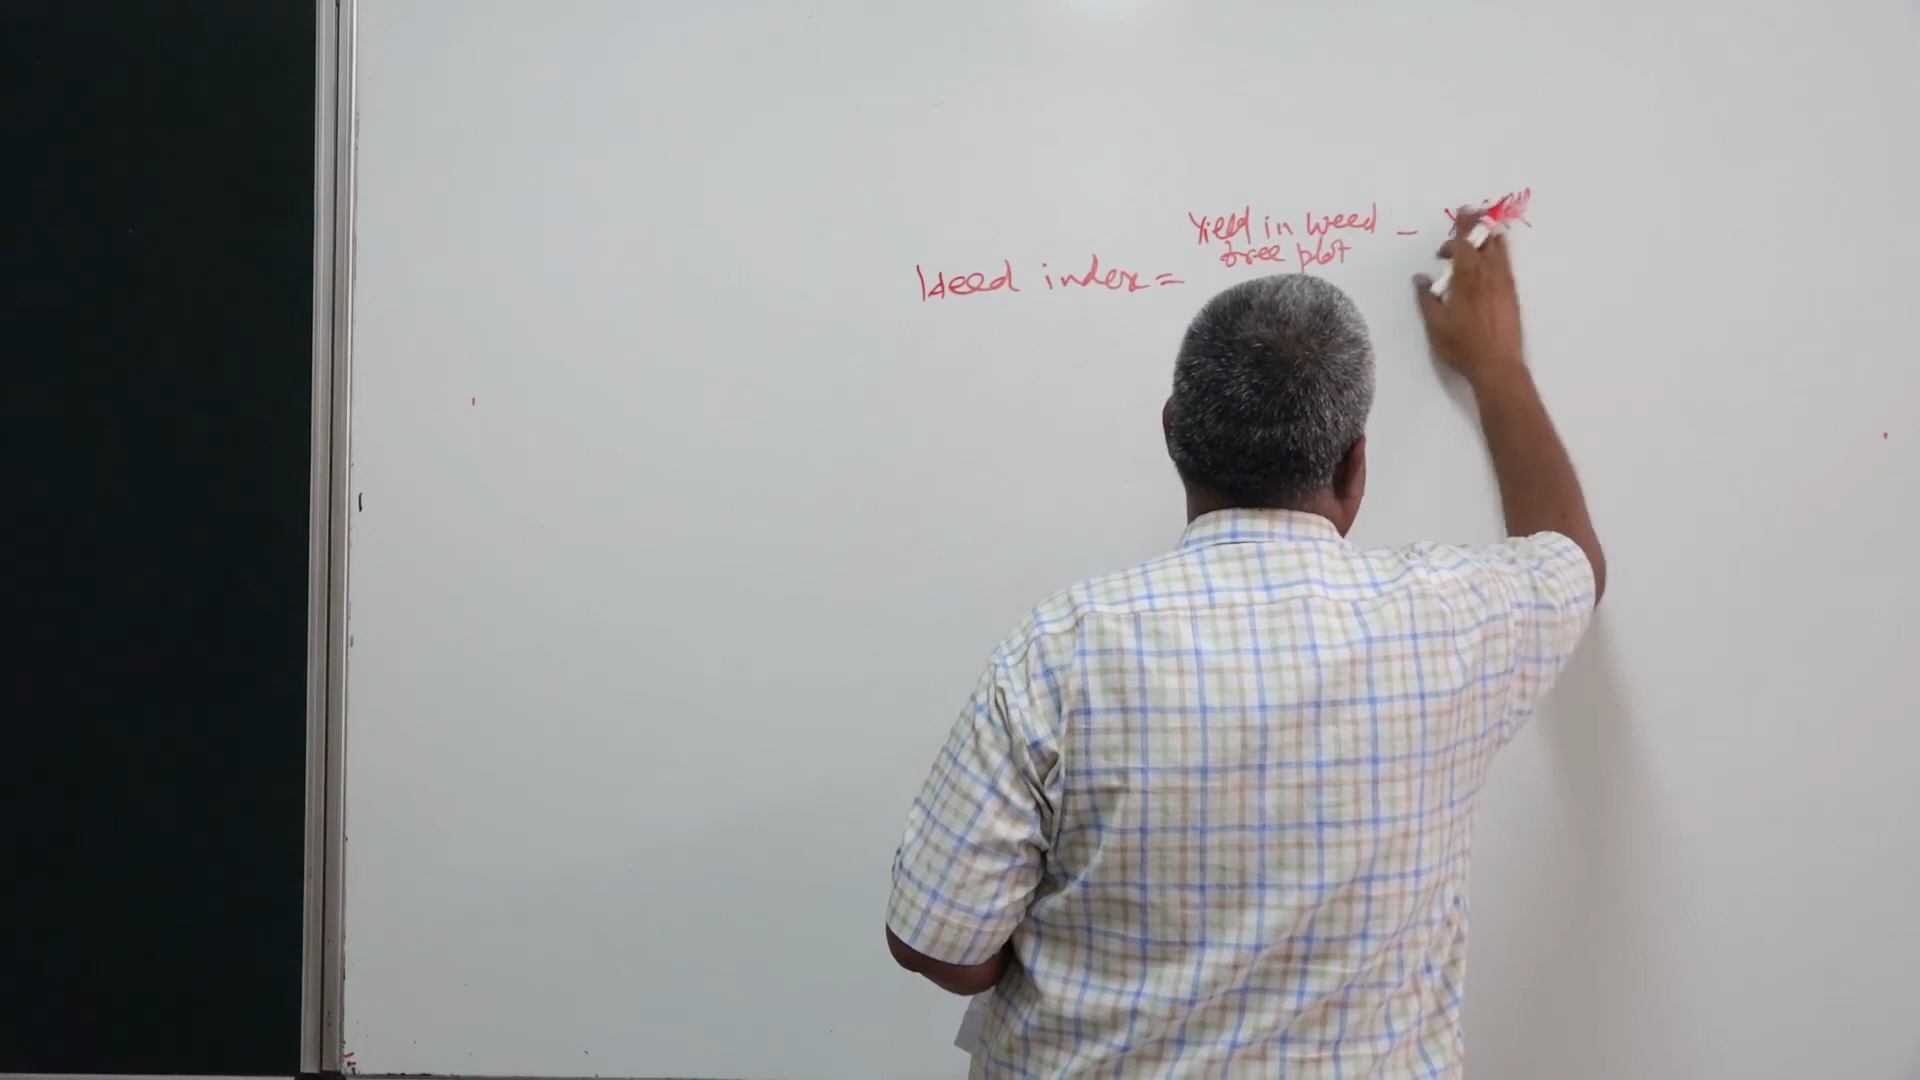 Yield in weed -
free plot
Weed index =